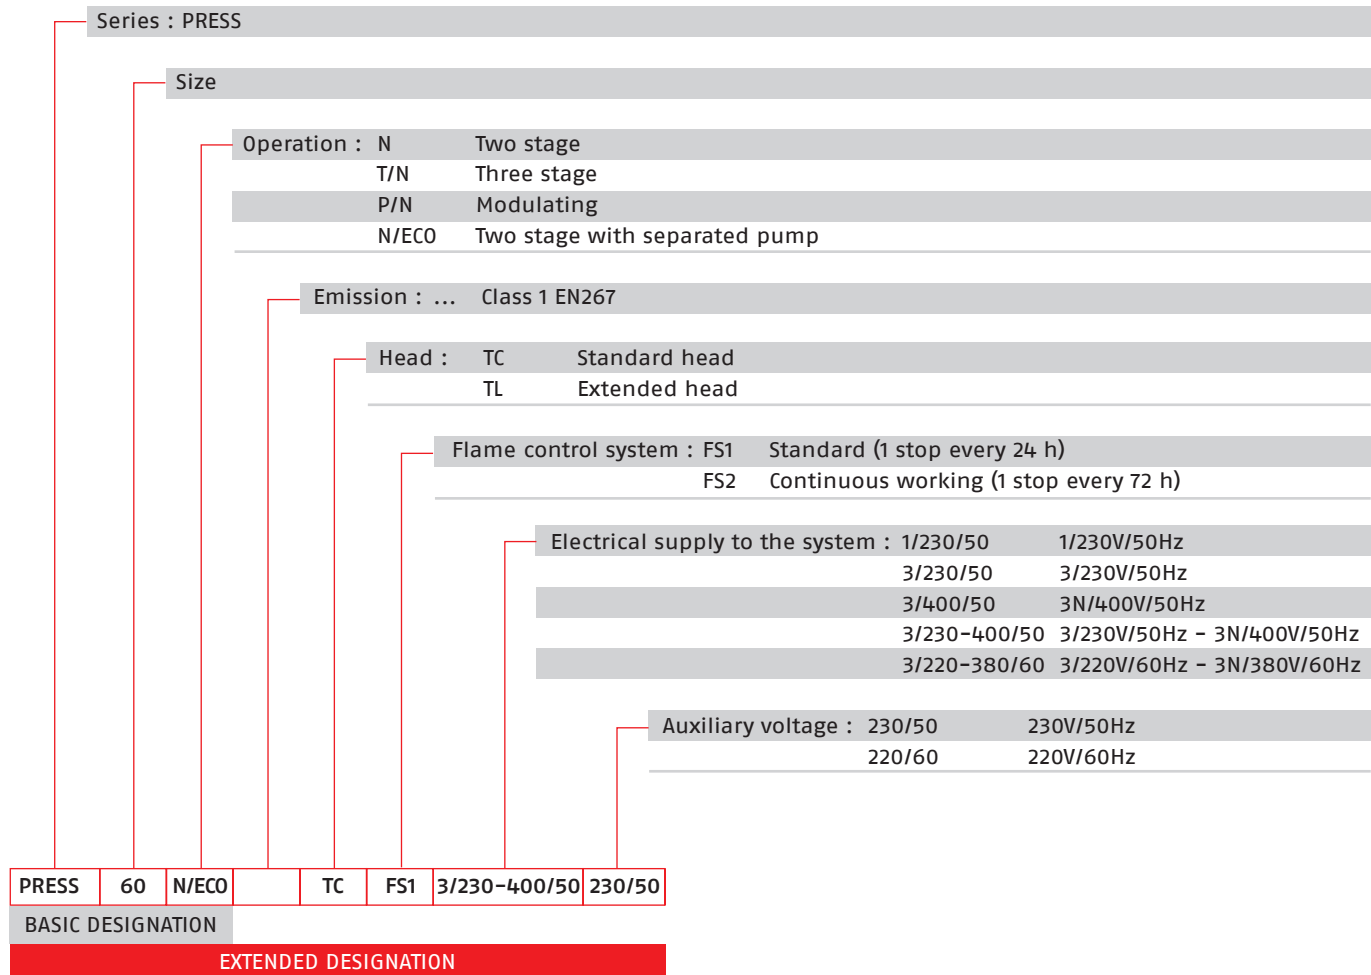 Series : PRESS
Size
Operation : N Two stage
T/N Three stage
P/N Modulating
N/ECO Two stage with separated pump
Emission : ... Class 1 EN267
Head : TC Standard head
TL Extended head
Flame control system : FS1 Standard (1 stop every 24 h)
FS2 Continuous working (1 stop every 72 h)
Electrical supply to the system : 1/230/50 1/230V/50Hz
3/230/50 3/230V/50Hz
3/400/50 3N/400V/50Hz
3/230-400/50 3/230V/50Hz - 3N/400V/50Hz
3/220-380/60 3/220V/60Hz - 3N/380V/60Hz
Auxiliary voltage : 230/50 230V/50Hz
220/60 220V/60Hz
PRESS 60 N/ECO TC FS1 3/230-400/50 230/50
BASIC DESIGNATION
EXTENDED DESIGNATION